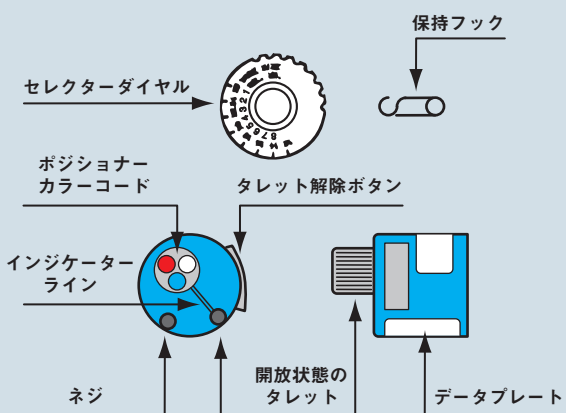 保持フック
セレクターダイヤル
ポジショナー
カラーコード
タレット解除ボタン
インジケーター
ライン
ネジ
開放状態の
タレット
データプレート